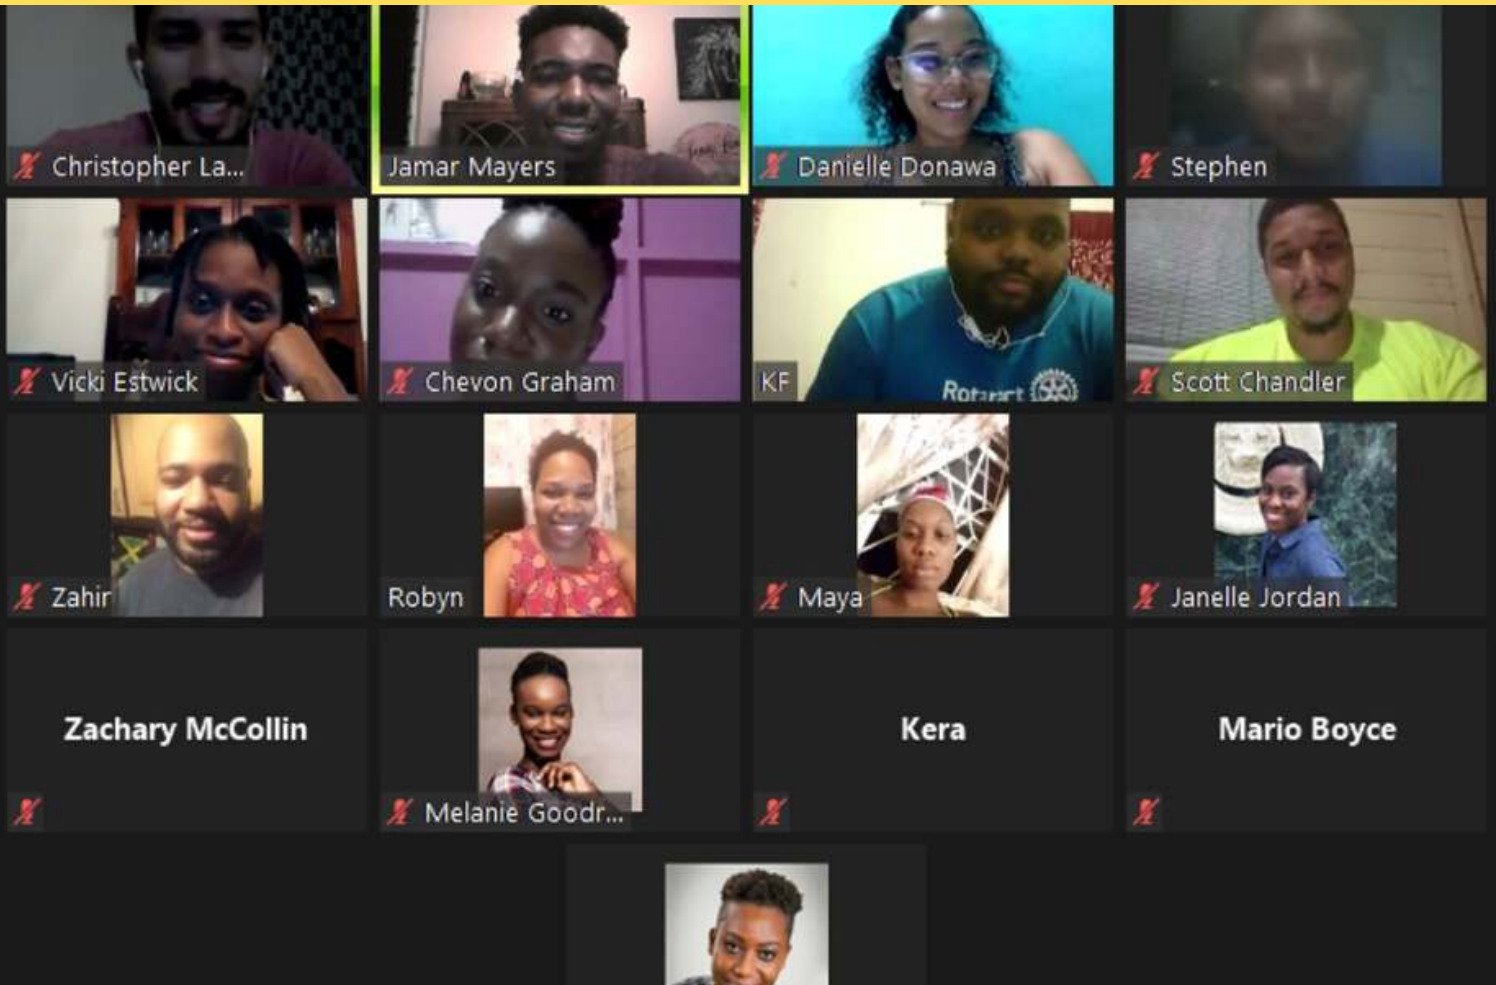 Christopher La...
Jamar Mayers
Danielle Donawa
Stephen
Vicki Estwick
Chevon Graham
KF
Rotaract
Scott Chandler
Zahir
Robyn
Maya
Janelle Jordan
Zachary McCollin
Melanie Goodr...
Kera
Mario Boyce